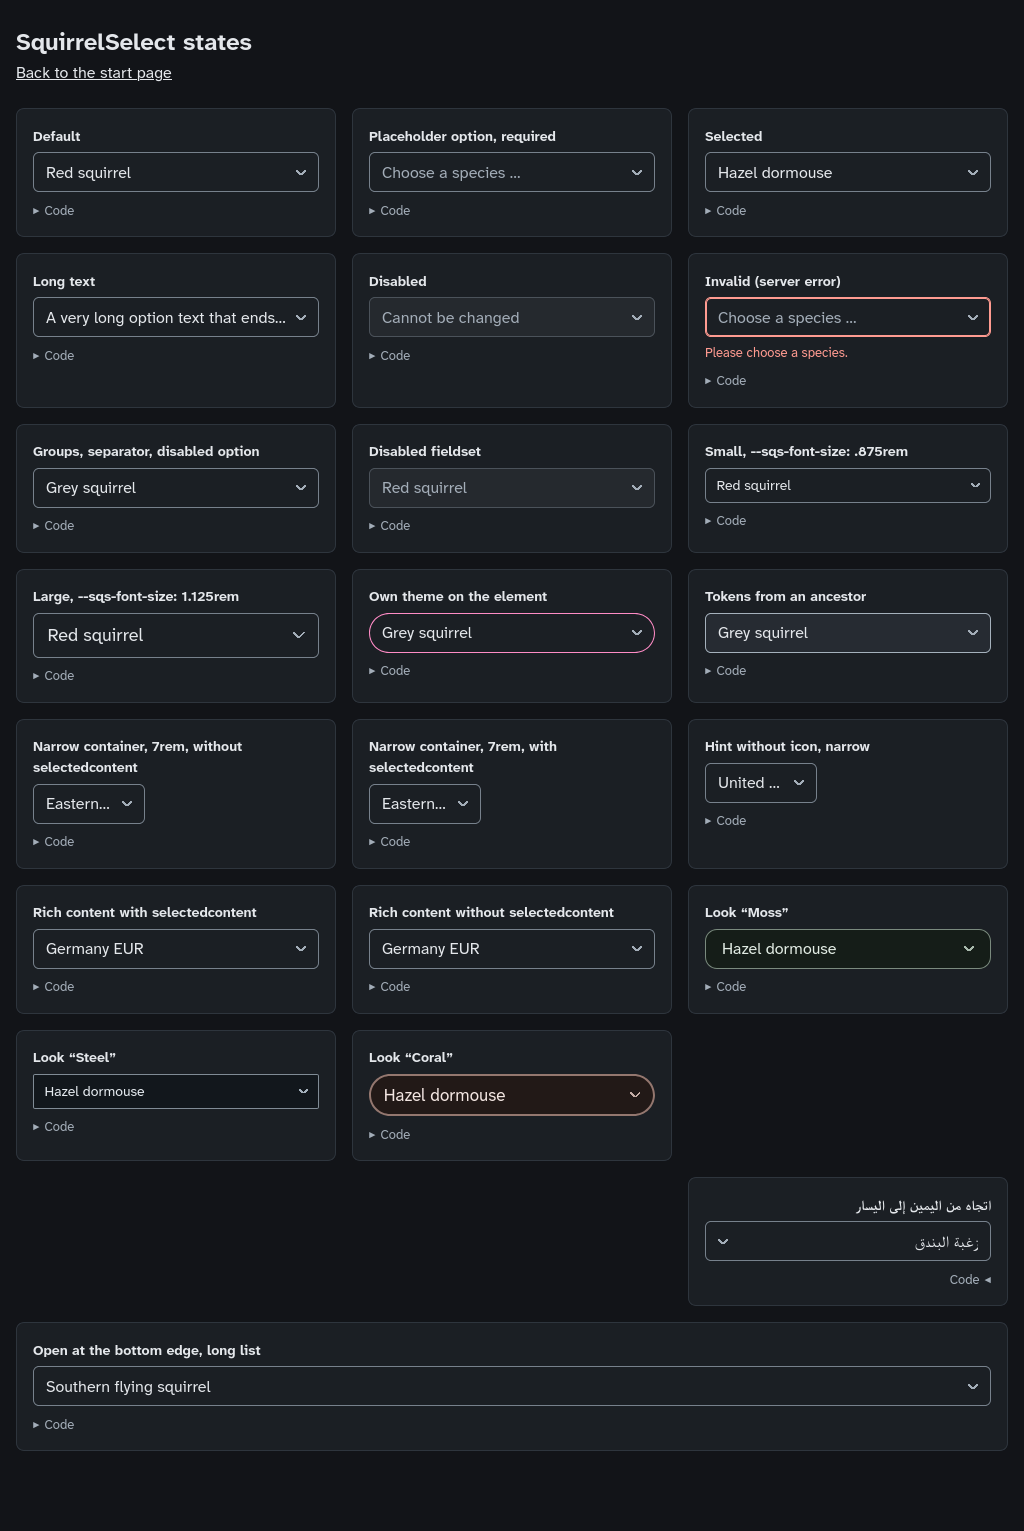 SquirrelSelect states
Back to the start page
Default
Red squirrel
Code
Placeholder option, required
Choose a species ...
Code
Selected
Hazel dormouse
Code
Long text
A very long option text that ends...
Code
Disabled
Cannot be changed
Code
Invalid (server error)
Choose a species ...
Please choose a species.
Code
Groups, separator, disabled option
Grey squirrel
Code
Disabled fieldset
Red squirrel
Code
Small, --sqs-font-size: .875rem
Red squirrel
Code
Large, --sqs-font-size: 1.125rem
Red squirrel
Code
Own theme on the element
Grey squirrel
Code
Tokens from an ancestor
Grey squirrel
Code
Narrow container, 7rem, without
selectedcontent
Eastern...
Code
Narrow container, 7rem, with
selectedcontent
Eastern...
Code
Hint without icon, narrow
United ...
Code
Rich content with selectedcontent
Germany EUR
Code
Rich content without selectedcontent
Germany EUR
Code
Look “Moss”
Hazel dormouse
Code
Look “Steel”
Hazel dormouse
Code
Look “Coral”
Hazel dormouse
Code
اتجاه من اليمين إلى اليسار
زغبة البندق
Code
Open at the bottom edge, long list
Southern flying squirrel
Code